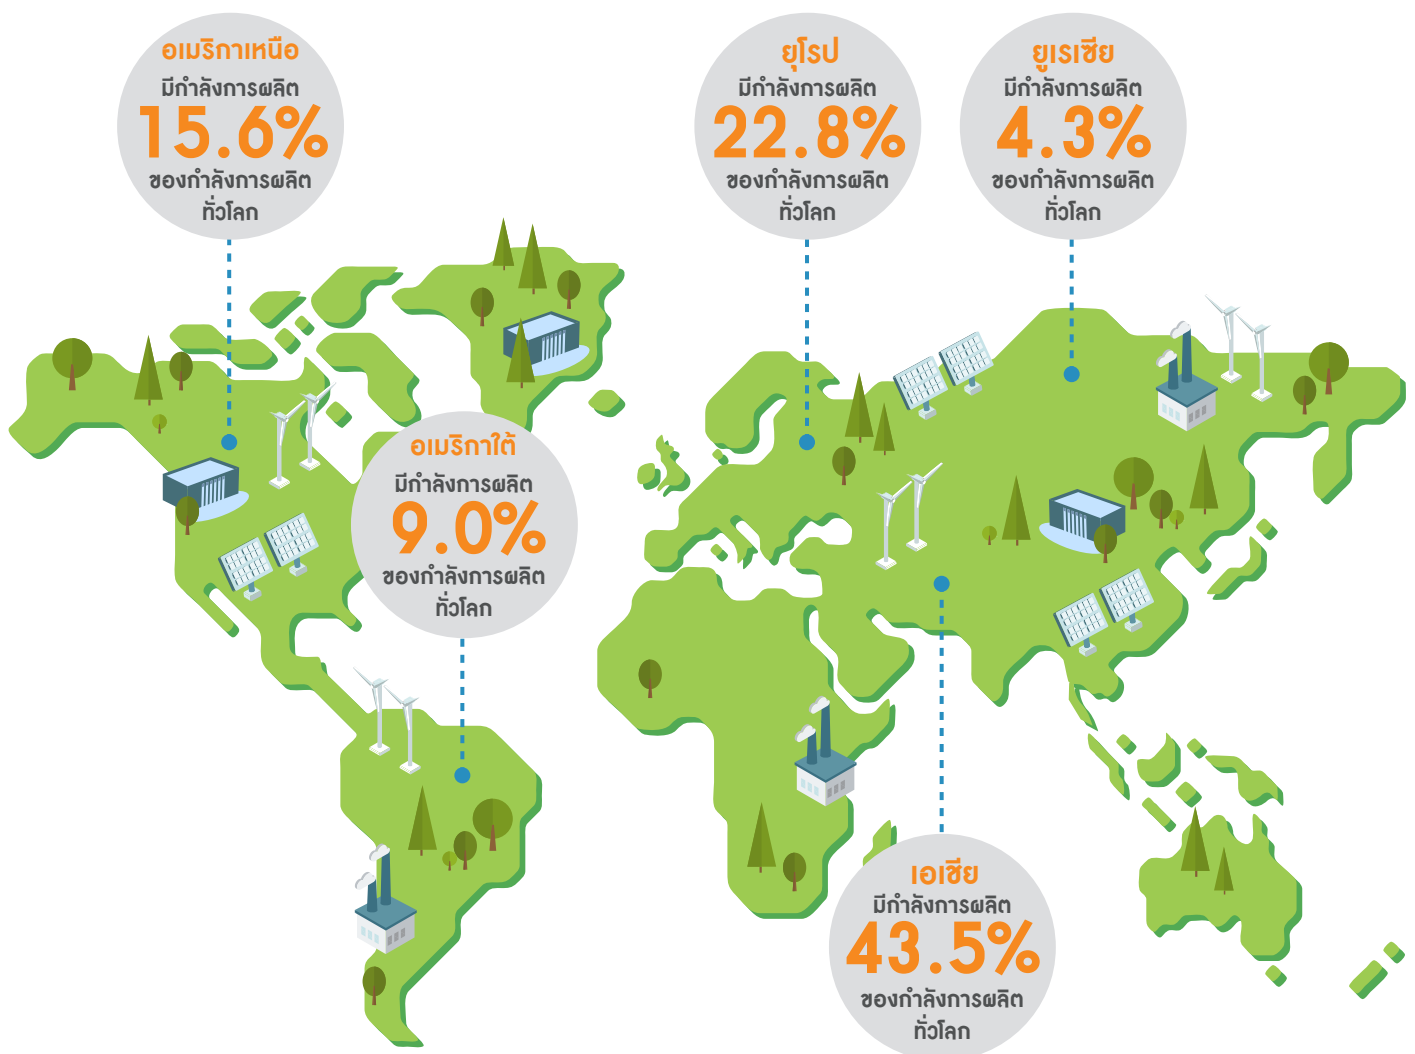 อเมริกาเหนือ
มีกำลังการผลิต
15.6%
ของกำลังการผลิต
ทั่วโลก
ยุโรป
มีกำลังการผลิต
22.8%
ของกำลังการผลิต
ทั่วโลก
ยูเรเซีย
มีกำลังการผลิต
4.3%
ของกำลังการผลิต
ทั่วโลก
อเมริกาใต้
มีกำลังการผลิต
9.0%
ของกำลังการผลิต
ทั่วโลก
เอเชีย
มีกำลังการผลิต
43.5%
ของกำลังการผลิต
ทั่วโลก